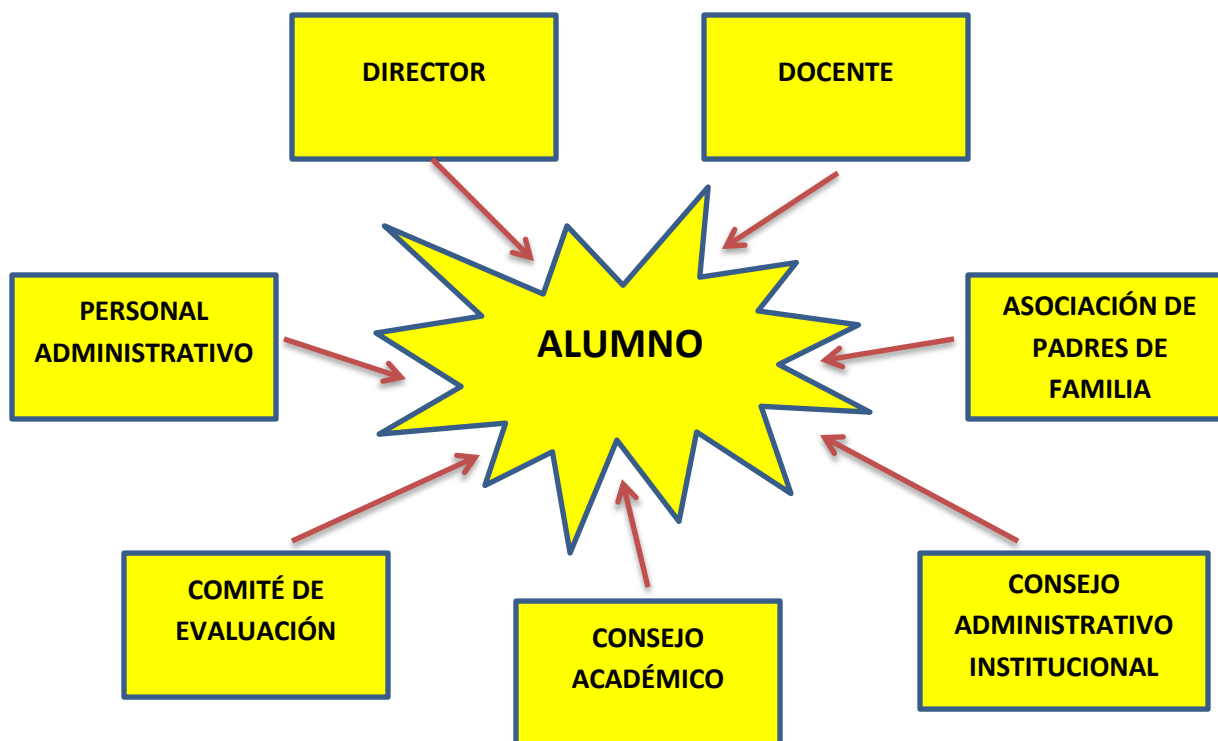 DIRECTOR
DOCENTE
PERSONAL
ADMINISTRATIVO
ALUMNO
ASOCIACIÓN DE
PADRES DE
FAMILIA
COMITÉ DE
EVALUACIÓN
CONSEJO
ACADÉMICO
CONSEJO
ADMINISTRATIVO
INSTITUCIONAL